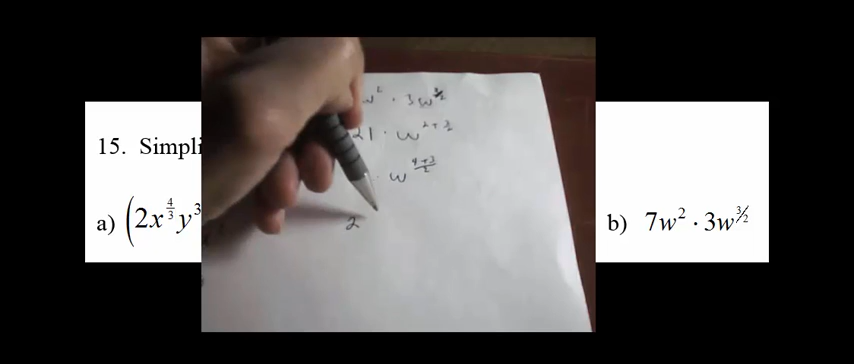 15. Simpli
a) (2x^{4/3}y^3
w^2 · 3w^{3/2}
21 · w^{2+3/2}
· w^{(4+3)/2}
2
b) 7w^2 · 3w^{3/2}